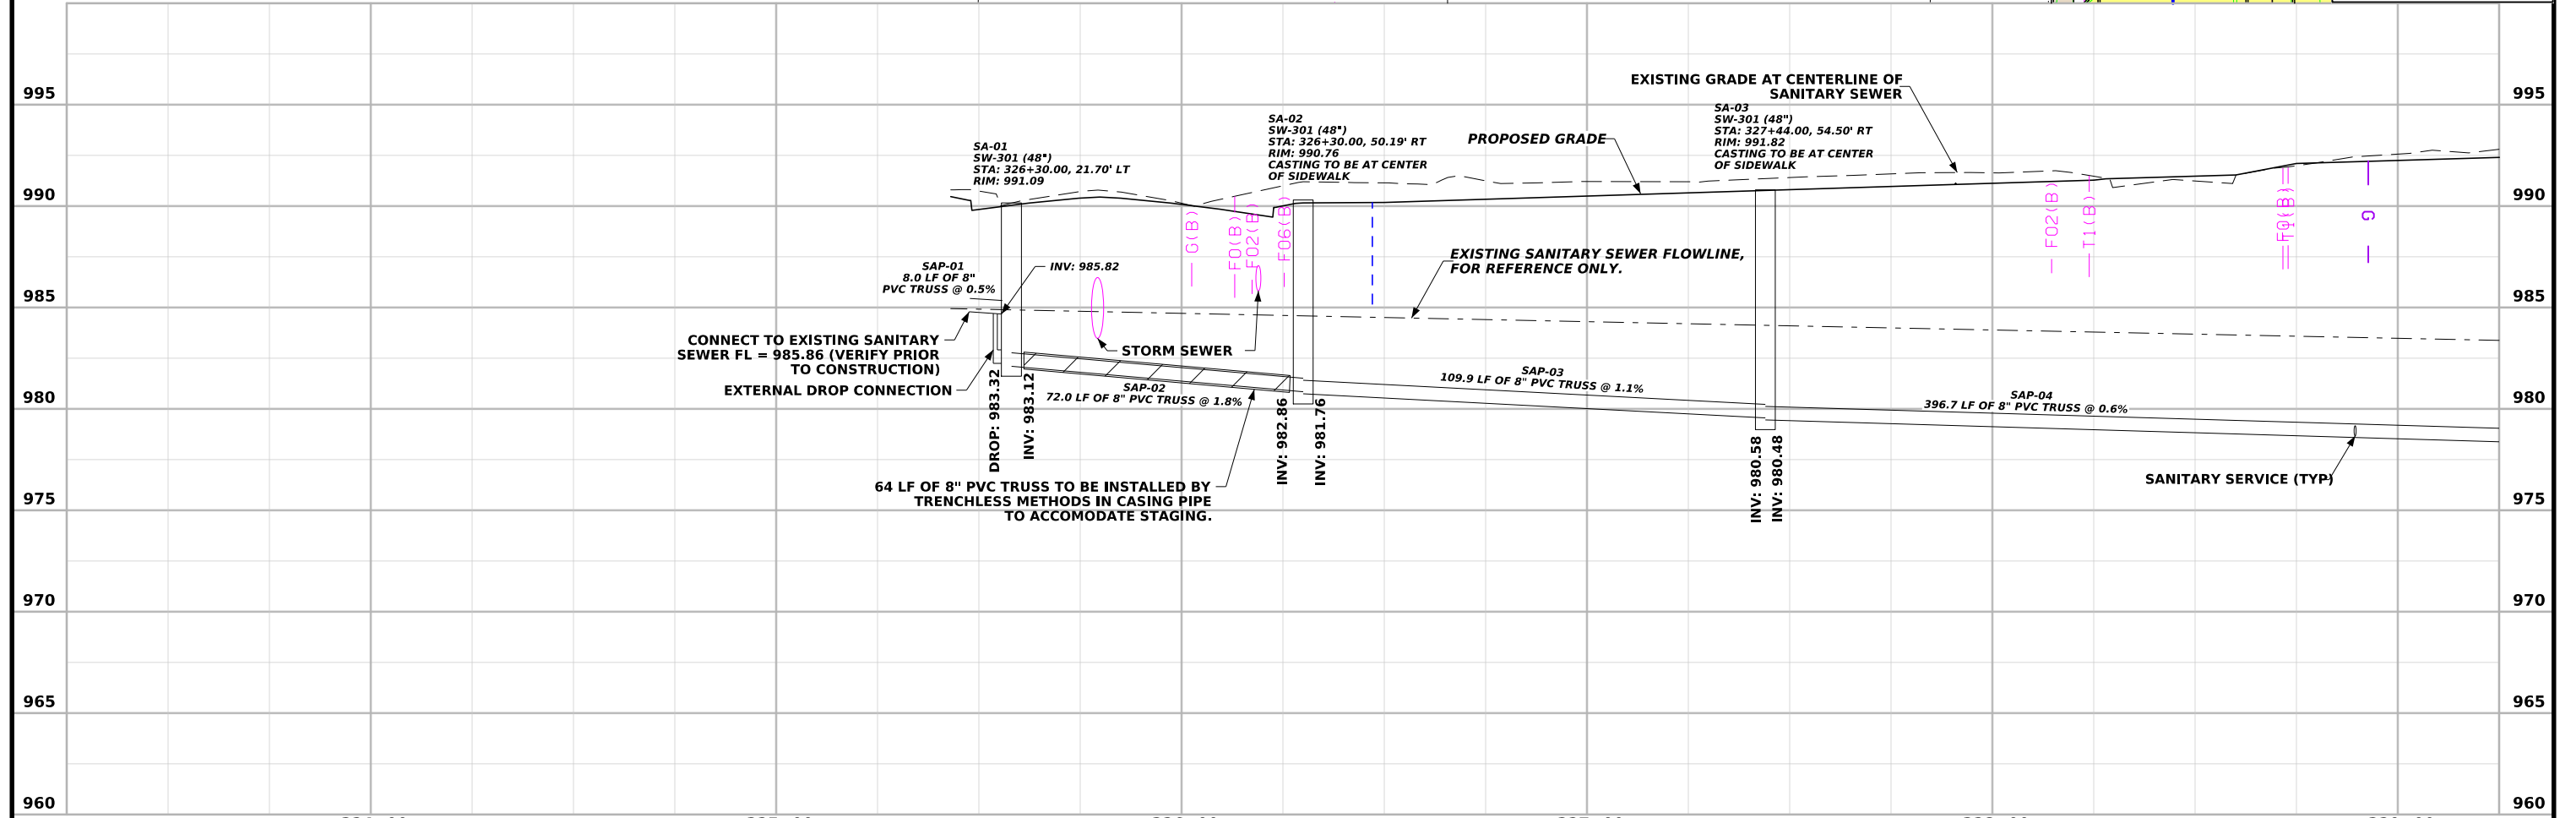 EXISTING GRADE AT CENTERLINE OF
SANITARY SEWER
995
995
SA-03
SW-301 (48")
STA: 327+44.00, 54.50' RT
RIM: 991.82
CASTING TO BE AT CENTER
OF SIDEWALK
SA-02
SW-301 (48")
STA: 326+30.00, 50.19' RT
RIM: 990.76
CASTING TO BE AT CENTER
OF SIDEWALK
PROPOSED GRADE
SA-01
SW-301 (48")
STA: 326+30.00, 21.70' LT
RIM: 991.09
990
990
G(B)
FO(B)
FO2(B)
FO6(B)
FO2(B)
T1(B)
FO(B)
T1(B)
G
EXISTING SANITARY SEWER FLOWLINE,
FOR REFERENCE ONLY.
SAP-01
8.0 LF OF 8"
PVC TRUSS @ 0.5%
INV: 985.82
985
985
CONNECT TO EXISTING SANITARY
SEWER FL = 985.86 (VERIFY PRIOR
TO CONSTRUCTION)
STORM SEWER
EXTERNAL DROP CONNECTION
SAP-02
72.0 LF OF 8" PVC TRUSS @ 1.8%
SAP-03
109.9 LF OF 8" PVC TRUSS @ 1.1%
SAP-04
396.7 LF OF 8" PVC TRUSS @ 0.6%
980
980
DROP: 983.32
INV: 983.12
INV: 982.86
INV: 981.76
INV: 980.58
INV: 980.48
SANITARY SERVICE (TYP)
64 LF OF 8" PVC TRUSS TO BE INSTALLED BY
TRENCHLESS METHODS IN CASING PIPE
TO ACCOMODATE STAGING.
975
975
970
970
965
965
960
960